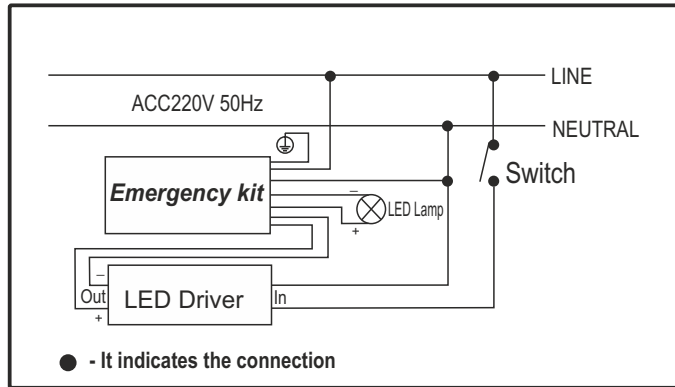 LINE
ACC220V 50Hz
NEUTRAL
Emergency kit
Switch
–
LED Lamp
+
–
Out
LED Driver
In
+
- It indicates the connection